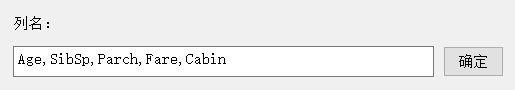 列名：
Age,SibSp,Parch,Fare,Cabin
确定